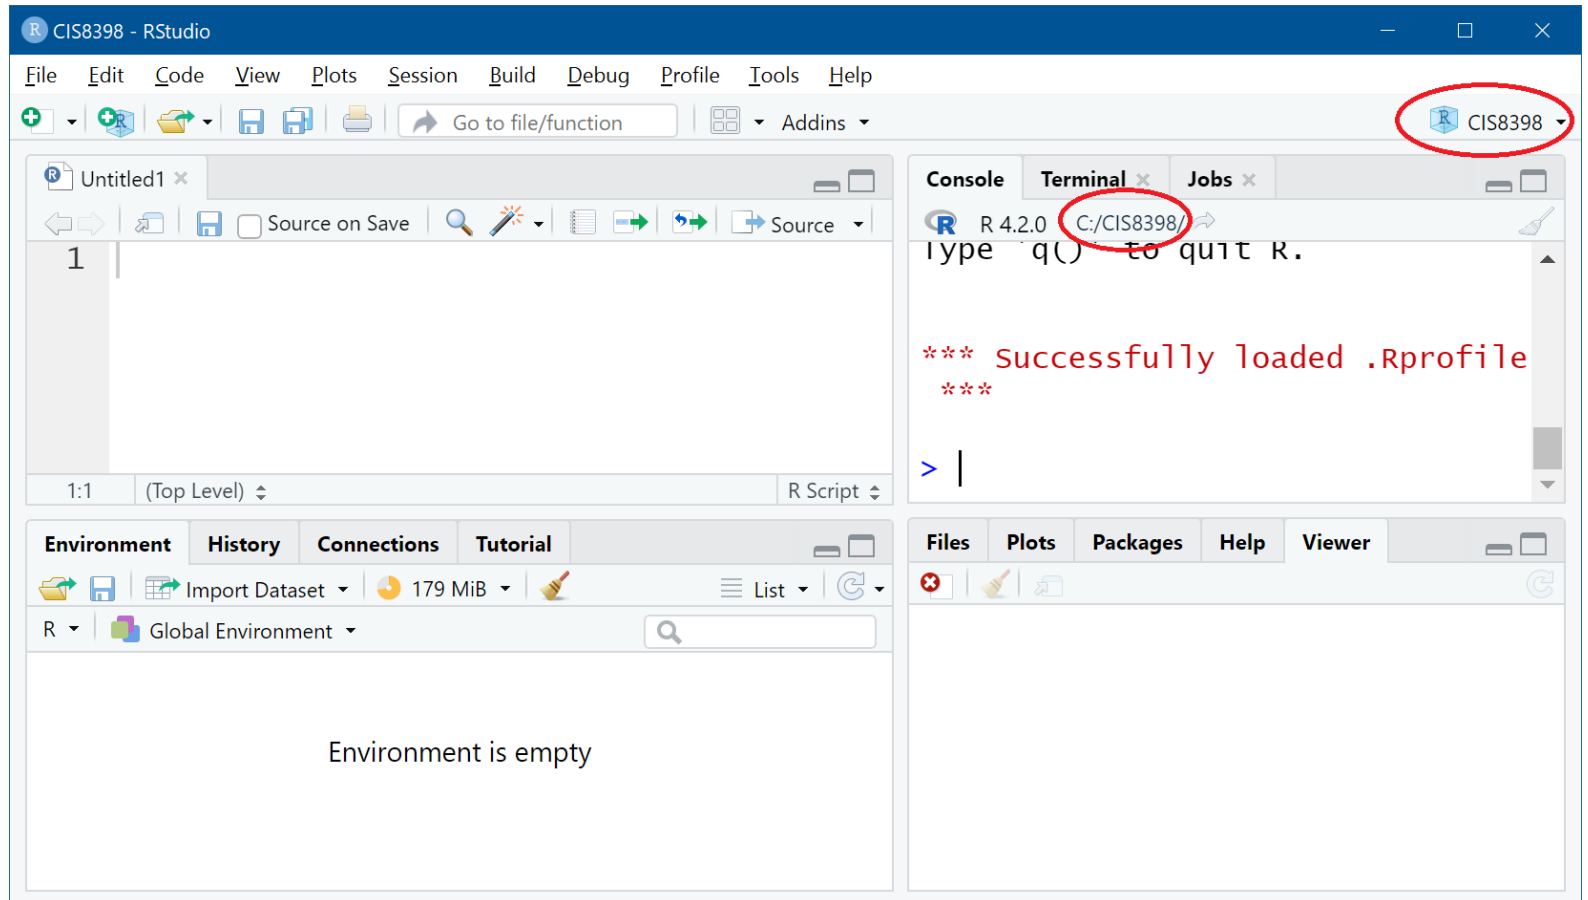 CIS8398 - RStudio
File Edit Code View Plots Session Build Debug Profile Tools Help
Go to file/function Addins CIS8398
Untitled1
Source on Save Source
1
1:1 (Top Level) R Script
Console Terminal Jobs
R 4.2.0 C:/CIS8398/
Type 'q()' to quit R.
*** Successfully loaded .Rprofile
***
>
Environment History Connections Tutorial
Import Dataset 179 MiB List
R Global Environment
Environment is empty
Files Plots Packages Help Viewer